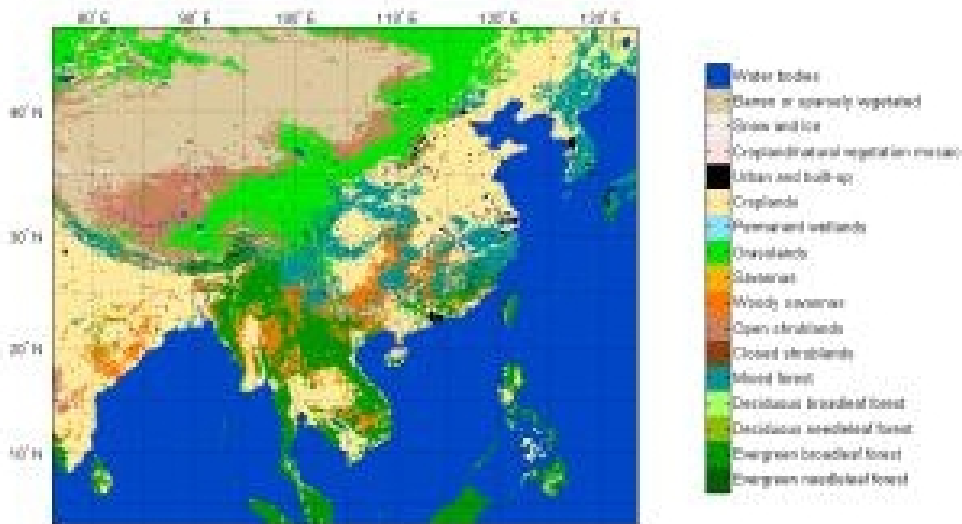 80° E 90° E 100° E 110° E 120° E 130° E
40° N
30° N
20° N
10° N
Water bodies
Barren or sparsely vegetated
Snow and ice
Cropland/natural vegetation mosaic
Urban and built-up
Croplands
Permanent wetlands
Grasslands
Savannas
Woody savannas
Open shrublands
Closed shrublands
Mixed forest
Deciduous broadleaf forest
Deciduous needleleaf forest
Evergreen broadleaf forest
Evergreen needleleaf forest